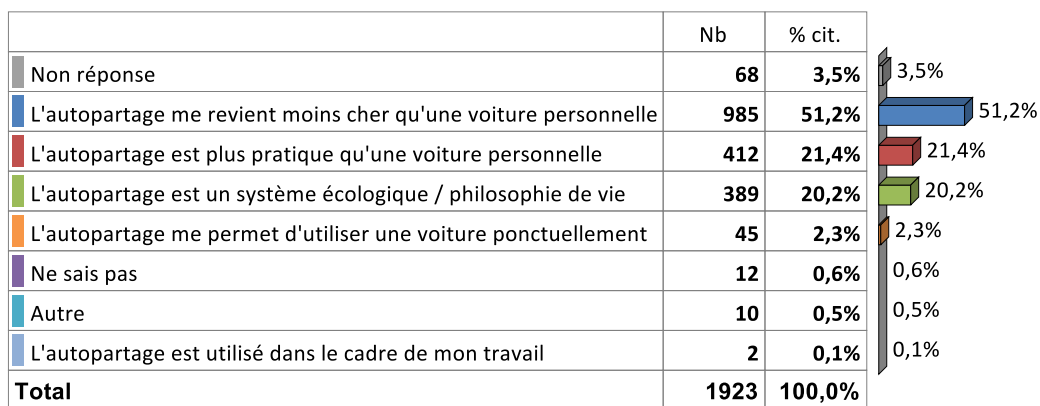 Nb % cit.
Non réponse 68 3,5% 3,5%
L'autopartage me revient moins cher qu'une voiture personnelle 985 51,2% 51,2%
L'autopartage est plus pratique qu'une voiture personnelle 412 21,4% 21,4%
L'autopartage est un système écologique / philosophie de vie 389 20,2% 20,2%
L'autopartage me permet d'utiliser une voiture ponctuellement 45 2,3% 2,3%
Ne sais pas 12 0,6% 0,6%
Autre 10 0,5% 0,5%
L'autopartage est utilisé dans le cadre de mon travail 2 0,1% 0,1%
Total 1923 100,0%